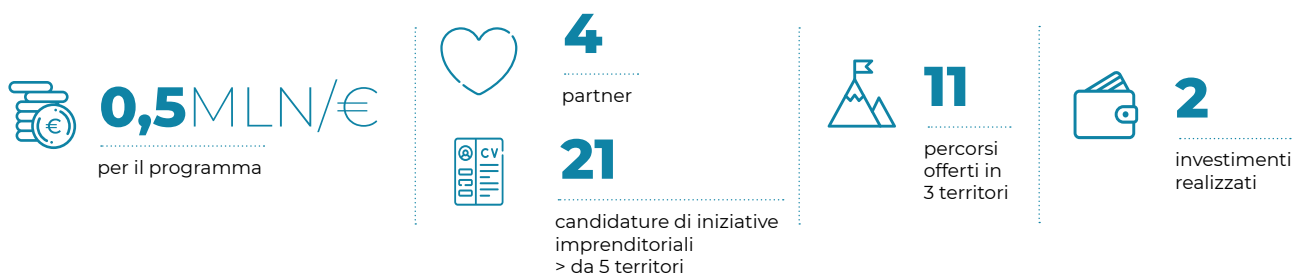 0,5MLN/€
per il programma
4
partner
CV
21
candidature di iniziative
imprenditoriali
> da 5 territori
11
percorsi
offerti in
3 territori
2
investimenti
realizzati